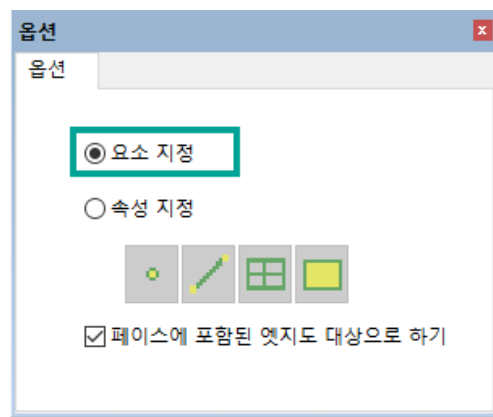 옵션
옵션
요소 지정
속성 지정
페이스에 포함된 엣지도 대상으로 하기